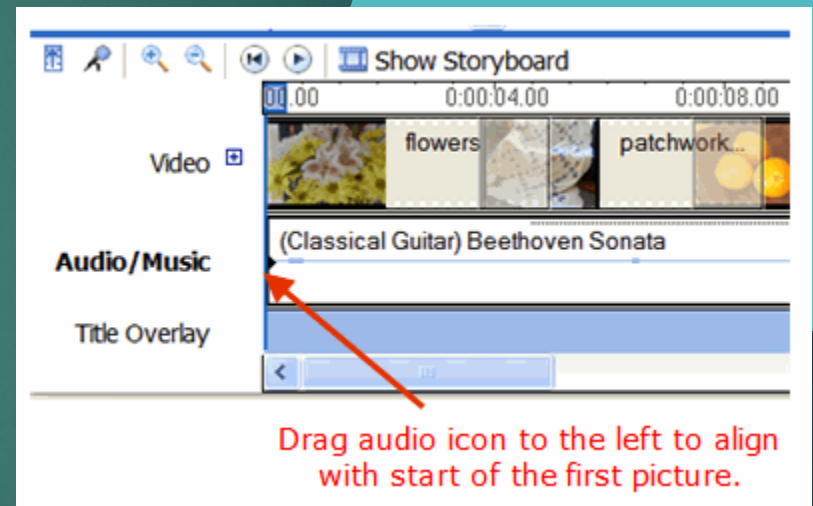 Show Storyboard
00.00 0:00:04.00 0:00:08.00
Video flowers patchwork...
(Classical Guitar) Beethoven Sonata
Audio/Music
Title Overlay
Drag audio icon to the left to align
with start of the first picture.